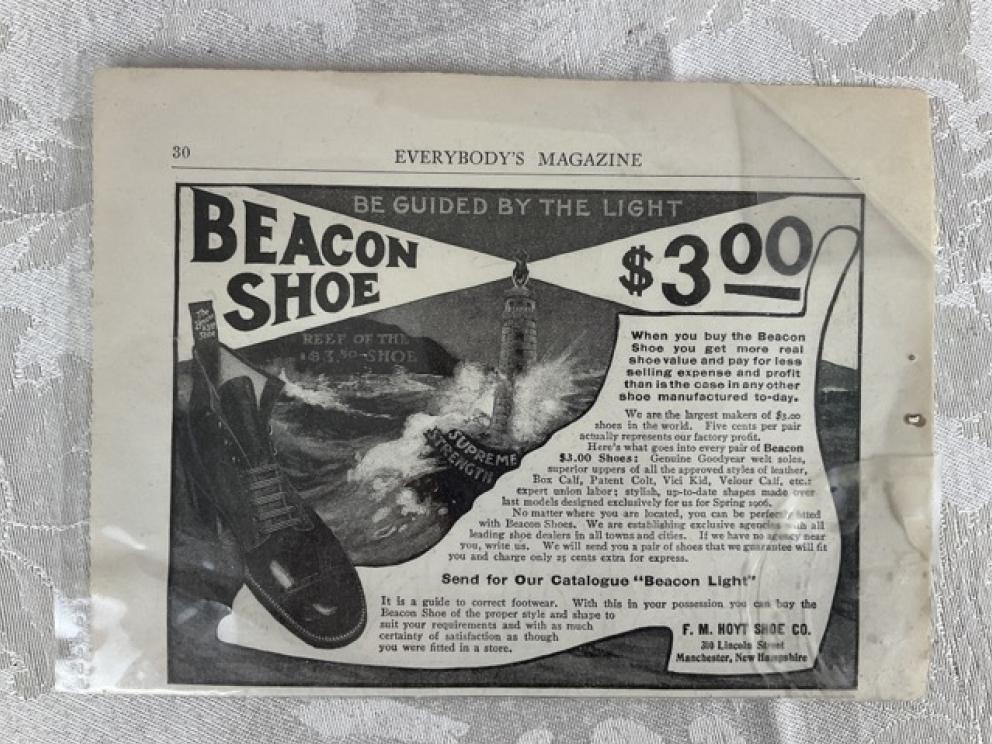 30
EVERYBODY'S MAGAZINE
BE GUIDED BY THE LIGHT
BEACON
SHOE
$3.00
REEF OF THE
$3.50 SHOE
SUPREME
STRENGTH
When you buy the Beacon
Shoe you get more real
shoe value and pay for less
selling expense and profit
than is the case in any other
shoe manufactured to-day.
We are the largest makers of $3.00
shoes in the world. Five cents per pair
actually represents our factory profit.
Here's what goes into every pair of Beacon
$3.00 Shoes: Genuine Goodyear welt soles,
superior uppers of all the approved styles of leather,
Box Calf, Patent Colt, Vici Kid, Velour Calf, etc.:
expert union labor; stylish, up-to-date shapes made over
last models designed exclusively for us for Spring 1906.
No matter where you are located, you can be perfectly fitted
with Beacon Shoes. We are establishing exclusive agencies with all
leading shoe dealers in all towns and cities. If we have no agency near
you, write us. We will send you a pair of shoes that we guarantee will fit
you and charge only 25 cents extra for express.
Send for Our Catalogue "Beacon Light"
It is a guide to correct footwear. With this in your possession you can buy the
Beacon Shoe of the proper style and shape to
suit your requirements and with as much
certainty of satisfaction as though
you were fitted in a store.
F. M. HOYT SHOE CO.
310 Lincoln Street
Manchester, New Hampshire